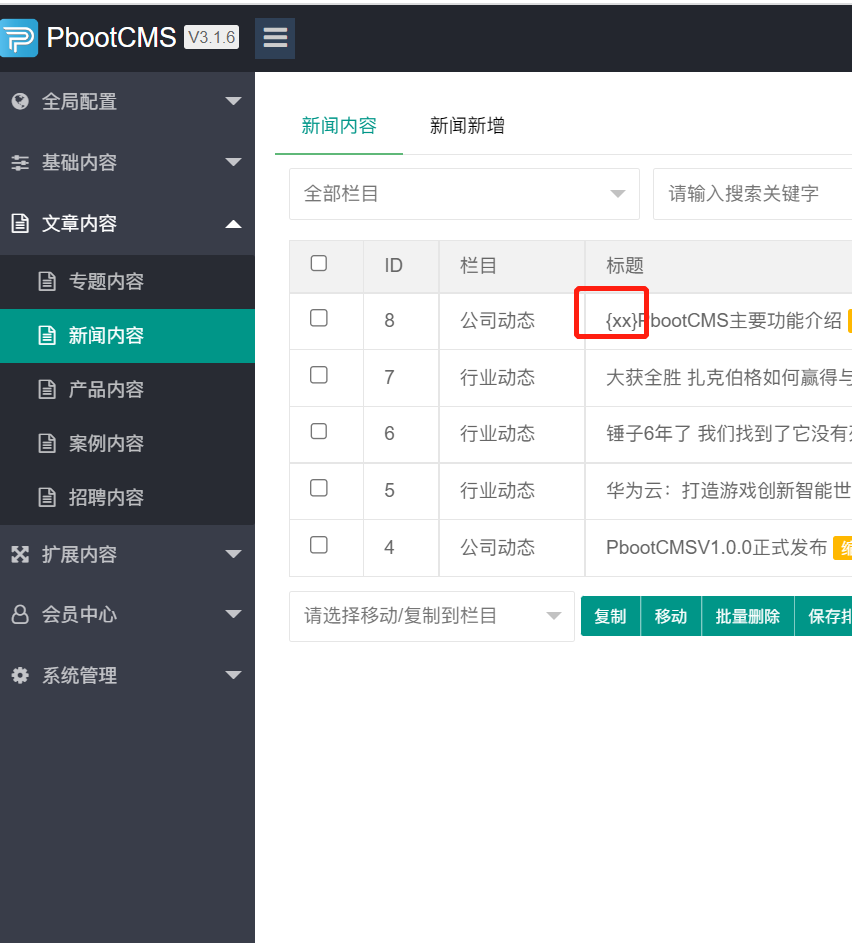 PbootCMS V3.1.6
全局配置
基础内容
文章内容
专题内容
新闻内容
产品内容
案例内容
招聘内容
扩展内容
会员中心
系统管理
新闻内容 新闻新增
全部栏目 请输入搜索关键字
ID 栏目 标题
8 公司动态 {xx}PbootCMS主要功能介绍
7 行业动态 大获全胜 扎克伯格如何赢得与
6 行业动态 锤子6年了 我们找到了它没有
5 行业动态 华为云：打造游戏创新智能世
4 公司动态 PbootCMSV1.0.0正式发布
请选择移动/复制到栏目 复制 移动 批量删除 保存排